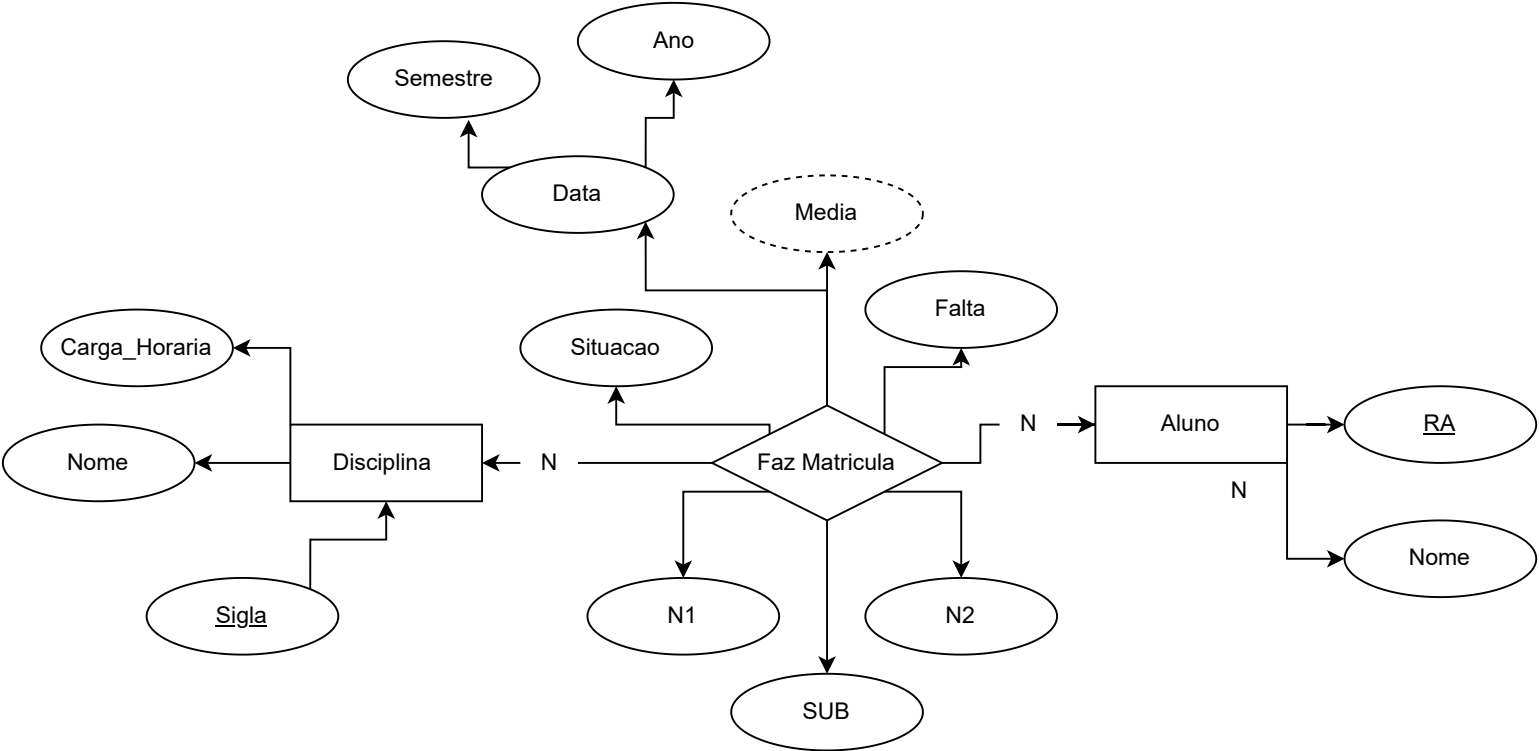 Ano
Semestre
Data
Media
Falta
Carga_Horaria
Situacao
Nome
Disciplina
N
Faz Matricula
N
Aluno
RA
N
Nome
Sigla
N1
N2
SUB